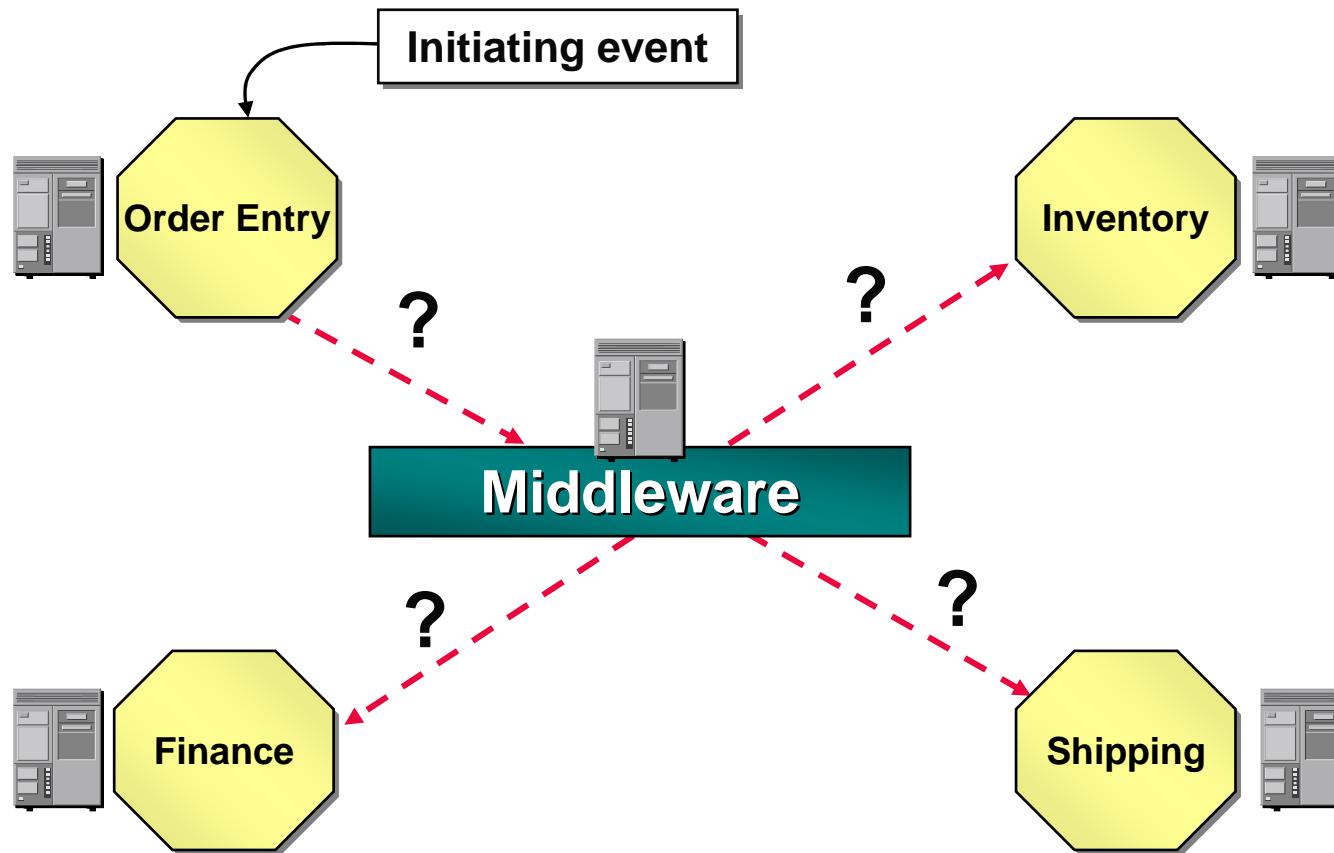 Initiating event
Order Entry
Inventory
?
?
Middleware
?
?
Finance
Shipping